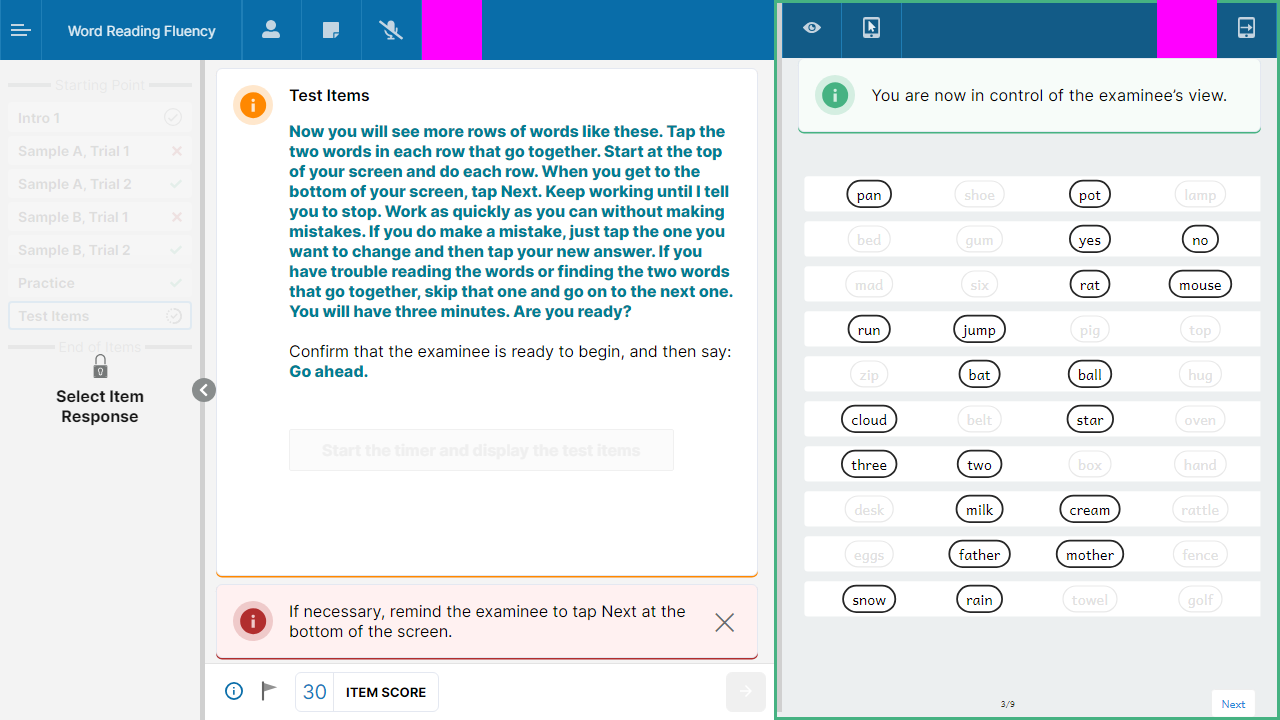 Word Reading Fluency
Starting Point
Intro 1
Sample A, Trial 1
Sample A, Trial 2
Sample B, Trial 1
Sample B, Trial 2
Practice
Test Items
End of Items
Select Item
Response
Test Items
Now you will see more rows of words like these. Tap the
two words in each row that go together. Start at the top
of your screen and do each row. When you get to the
bottom of your screen, tap Next. Keep working until I tell
you to stop. Work as quickly as you can without making
mistakes. If you do make a mistake, just tap the one you
want to change and then tap your new answer. If you
have trouble reading the words or finding the two words
that go together, skip that one and go on to the next one.
You will have three minutes. Are you ready?
Confirm that the examinee is ready to begin, and then say:
Go ahead.
Start the timer and display the test items
If necessary, remind the examinee to tap Next at the
bottom of the screen.
30 ITEM SCORE
You are now in control of the examinee's view.
pan shoe pot lamp
bed gum yes no
mad six rat mouse
run jump pig top
zip bat ball hug
cloud belt star oven
three two box hand
desk milk cream rattle
eggs father mother fence
snow rain towel golf
3/9
Next